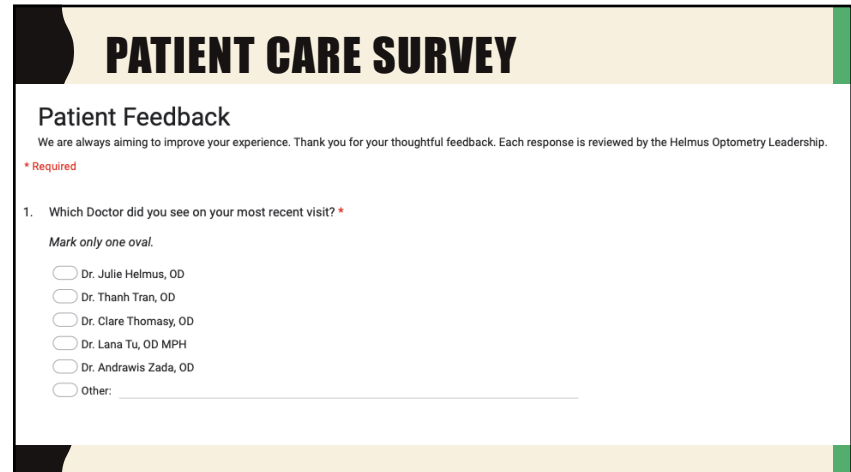 PATIENT CARE SURVEY
Patient Feedback
We are always aiming to improve your experience. Thank you for your thoughtful feedback. Each response is reviewed by the Helmus Optometry Leadership.
* Required
1. Which Doctor did you see on your most recent visit? *
Mark only one oval.
Dr. Julie Helmus, OD
Dr. Thanh Tran, OD
Dr. Clare Thomasy, OD
Dr. Lana Tu, OD MPH
Dr. Andrawis Zada, OD
Other: